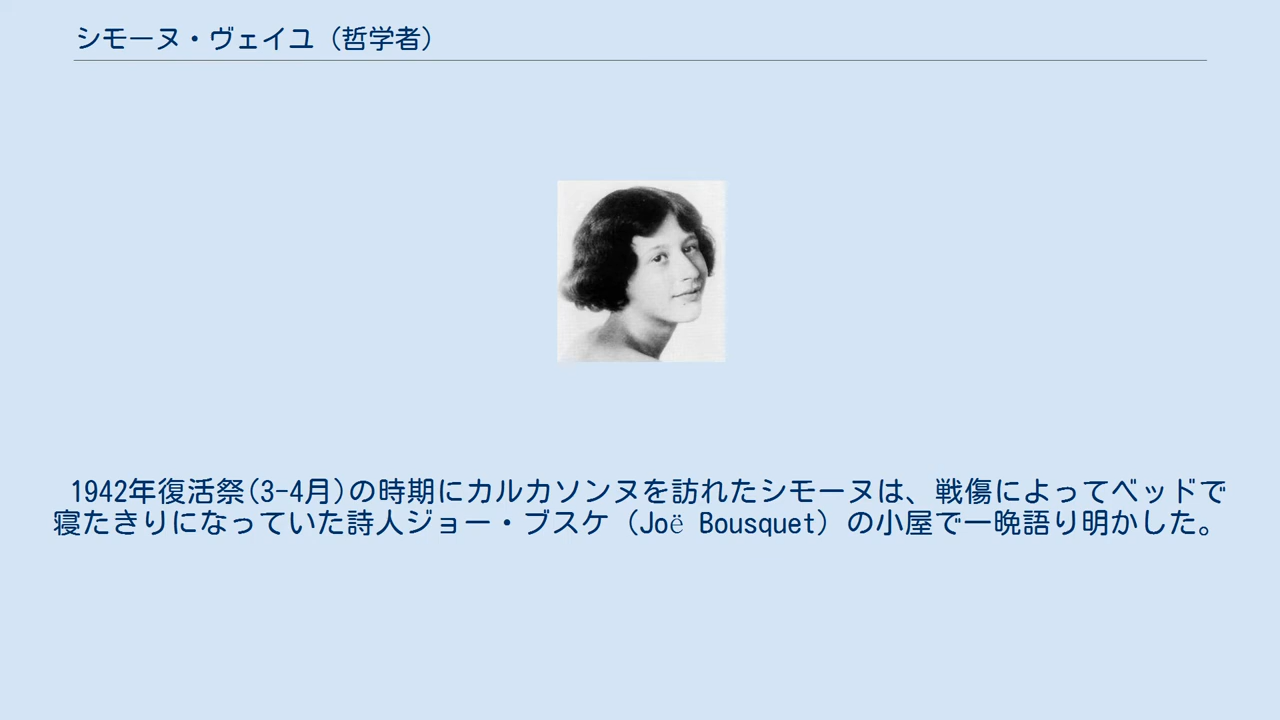 シモーヌ・ヴェイユ（哲学者）
1942年復活祭(3-4月)の時期にカルカソンヌを訪れたシモーヌは、戦傷によってベッドで
寝たきりになっていた詩人ジョー・ブスケ（Joë Bousquet）の小屋で一晩語り明かした。